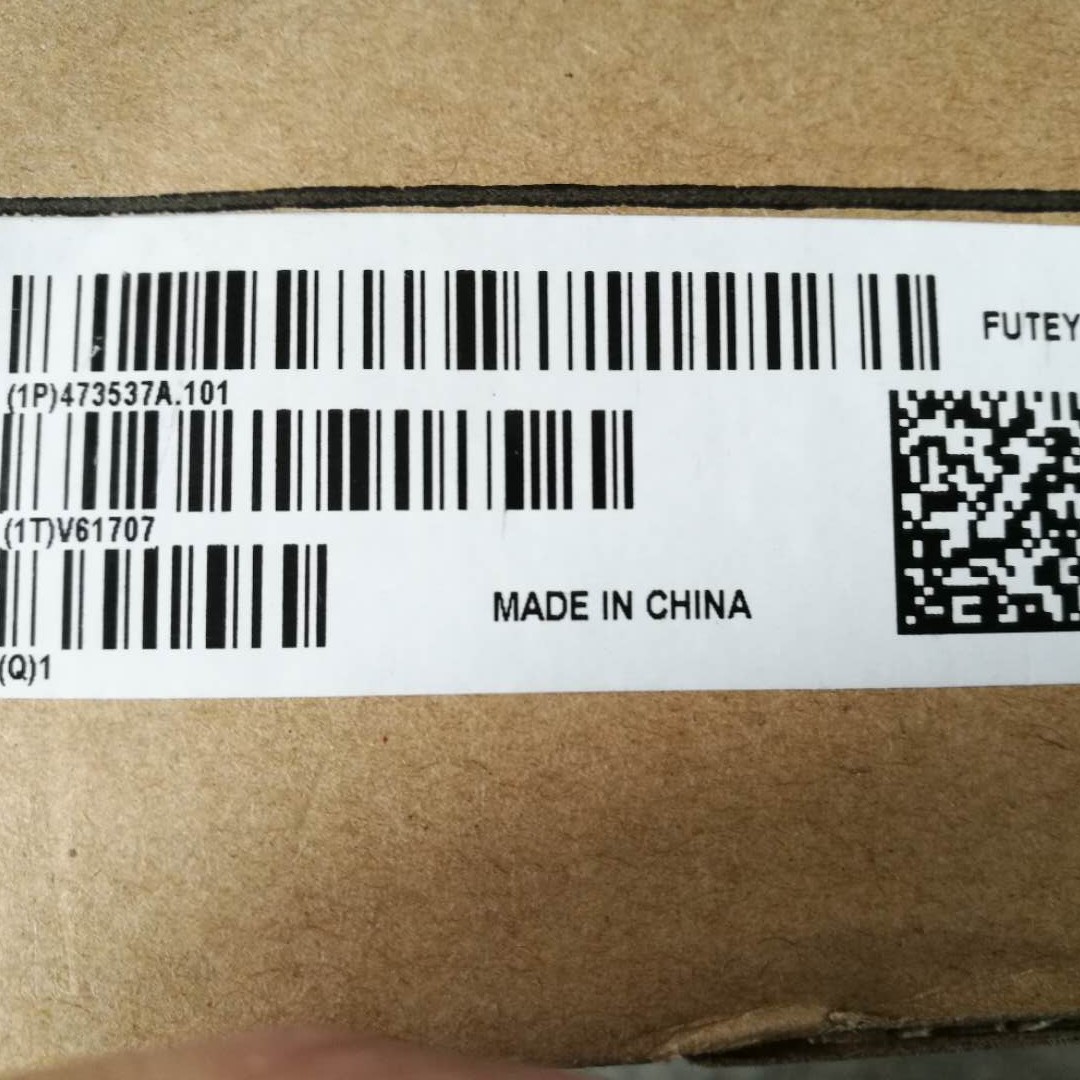 FUTEY
(1P)473537A.101
(1T)V61707
MADE IN CHINA
(Q)1